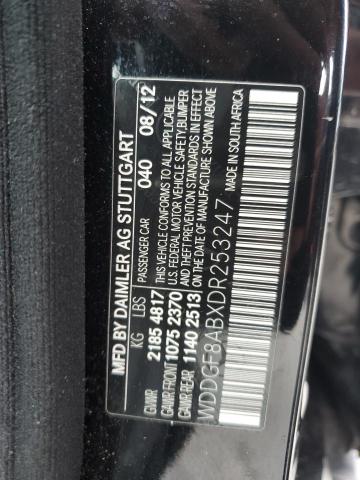 MFD BY DAIMLER AG STUTTGART
KG LBS PASSENGER CAR 040 08/12
GVWR 2185 4817 THIS VEHICLE CONFORMS TO ALL APPLICABLE
GAWR FRONT 1075 2370 U.S. FEDERAL MOTOR VEHICLE SAFETY, BUMPER
GAWR REAR 1140 2513 AND THEFT PREVENTION STANDARDS IN EFFECT
ON THE DATE OF MANUFACTURE SHOWN ABOVE
WDDGF8ABXDR253247 MADE IN SOUTH AFRICA